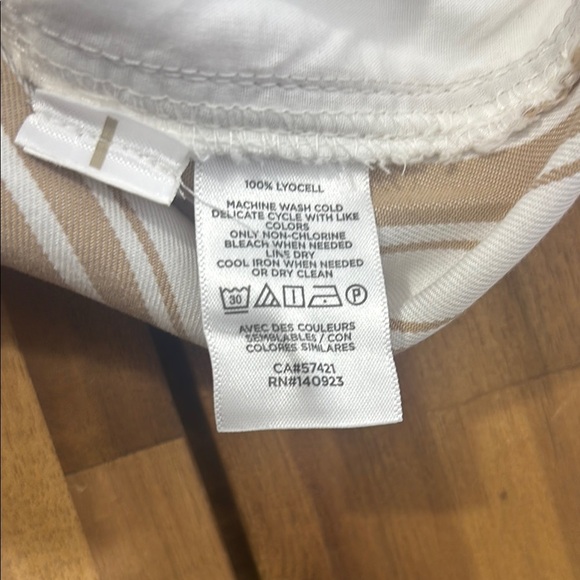 100% LYOCELL
MACHINE WASH COLD
DELICATE CYCLE WITH LIKE
COLORS
ONLY NON-CHLORINE
BLEACH WHEN NEEDED
LINE DRY
COOL IRON WHEN NEEDED
OR DRY CLEAN
30 P
AVEC DES COULEURS
SEMBLABLES / CON
COLORES SIMILARES
CA#57421
RN#140923